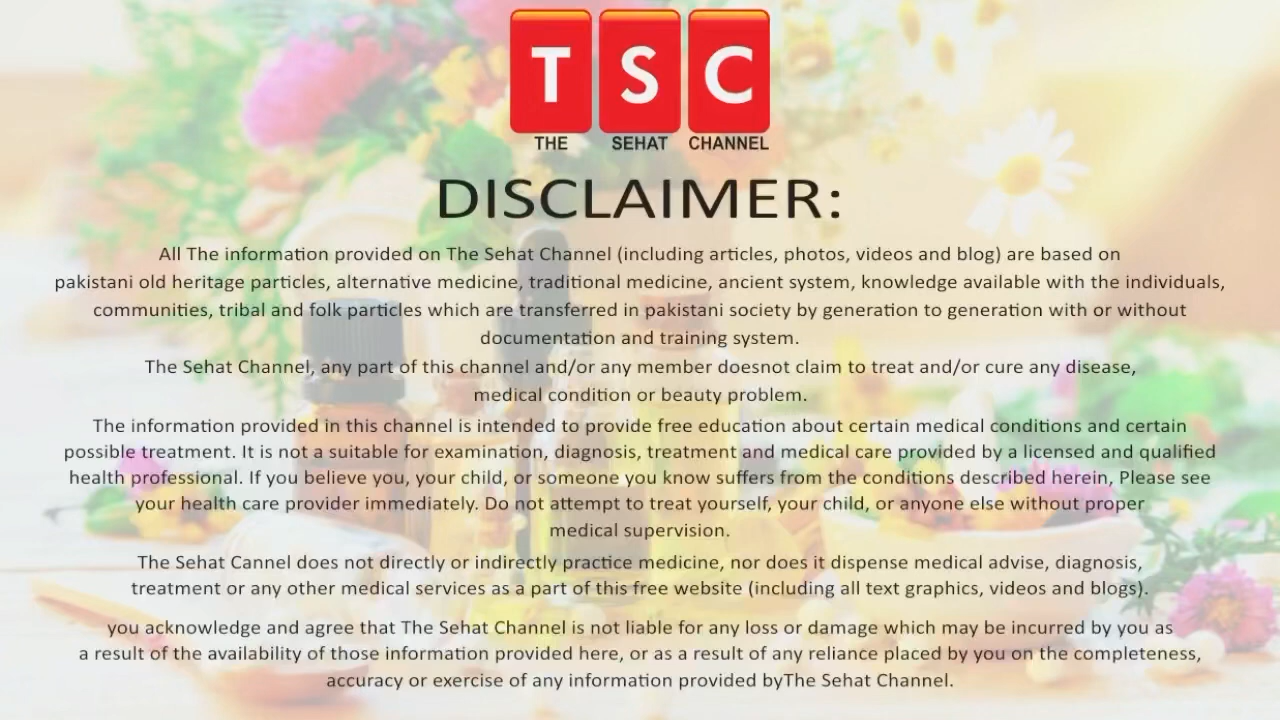 T S C
THE SEHAT CHANNEL
DISCLAIMER:
All The information provided on The Sehat Channel (including articles, photos, videos and blog) are based on
pakistani old heritage particles, alternative medicine, traditional medicine, ancient system, knowledge available with the individuals,
communities, tribal and folk particles which are transferred in pakistani society by generation to generation with or without
documentation and training system.
The Sehat Channel, any part of this channel and/or any member doesnot claim to treat and/or cure any disease,
medical condition or beauty problem.
The information provided in this channel is intended to provide free education about certain medical conditions and certain
possible treatment. It is not a suitable for examination, diagnosis, treatment and medical care provided by a licensed and qualified
health professional. If you believe you, your child, or someone you know suffers from the conditions described herein, Please see
your health care provider immediately. Do not attempt to treat yourself, your child, or anyone else without proper
medical supervision.
The Sehat Cannel does not directly or indirectly practice medicine, nor does it dispense medical advise, diagnosis,
treatment or any other medical services as a part of this free website (including all text graphics, videos and blogs).
you acknowledge and agree that The Sehat Channel is not liable for any loss or damage which may be incurred by you as
a result of the availability of those information provided here, or as a result of any reliance placed by you on the completeness,
accuracy or exercise of any information provided byThe Sehat Channel.